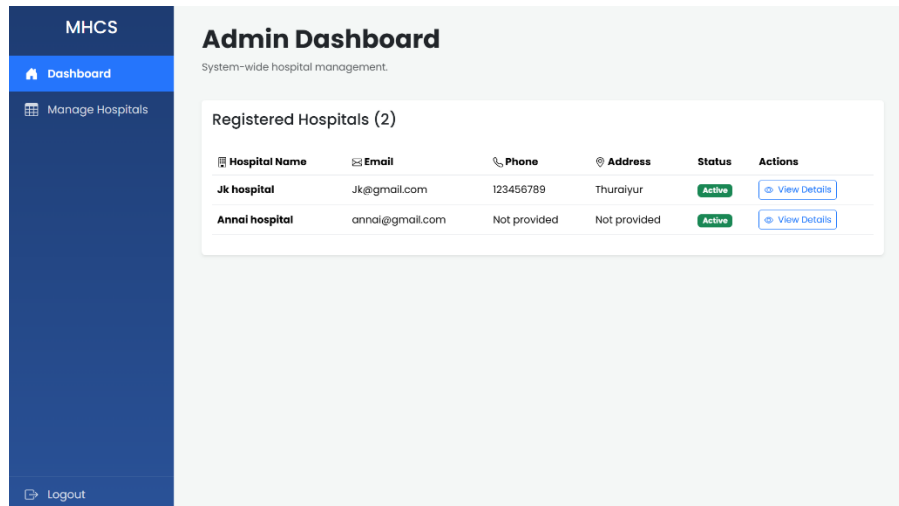 MHCS
Dashboard
Manage Hospitals
Logout
Admin Dashboard
System-wide hospital management.
Registered Hospitals (2)
Hospital Name Email Phone Address Status Actions
Jk hospital Jk@gmail.com 123456789 Thuraiyur Active View Details
Annai hospital annai@gmail.com Not provided Not provided Active View Details